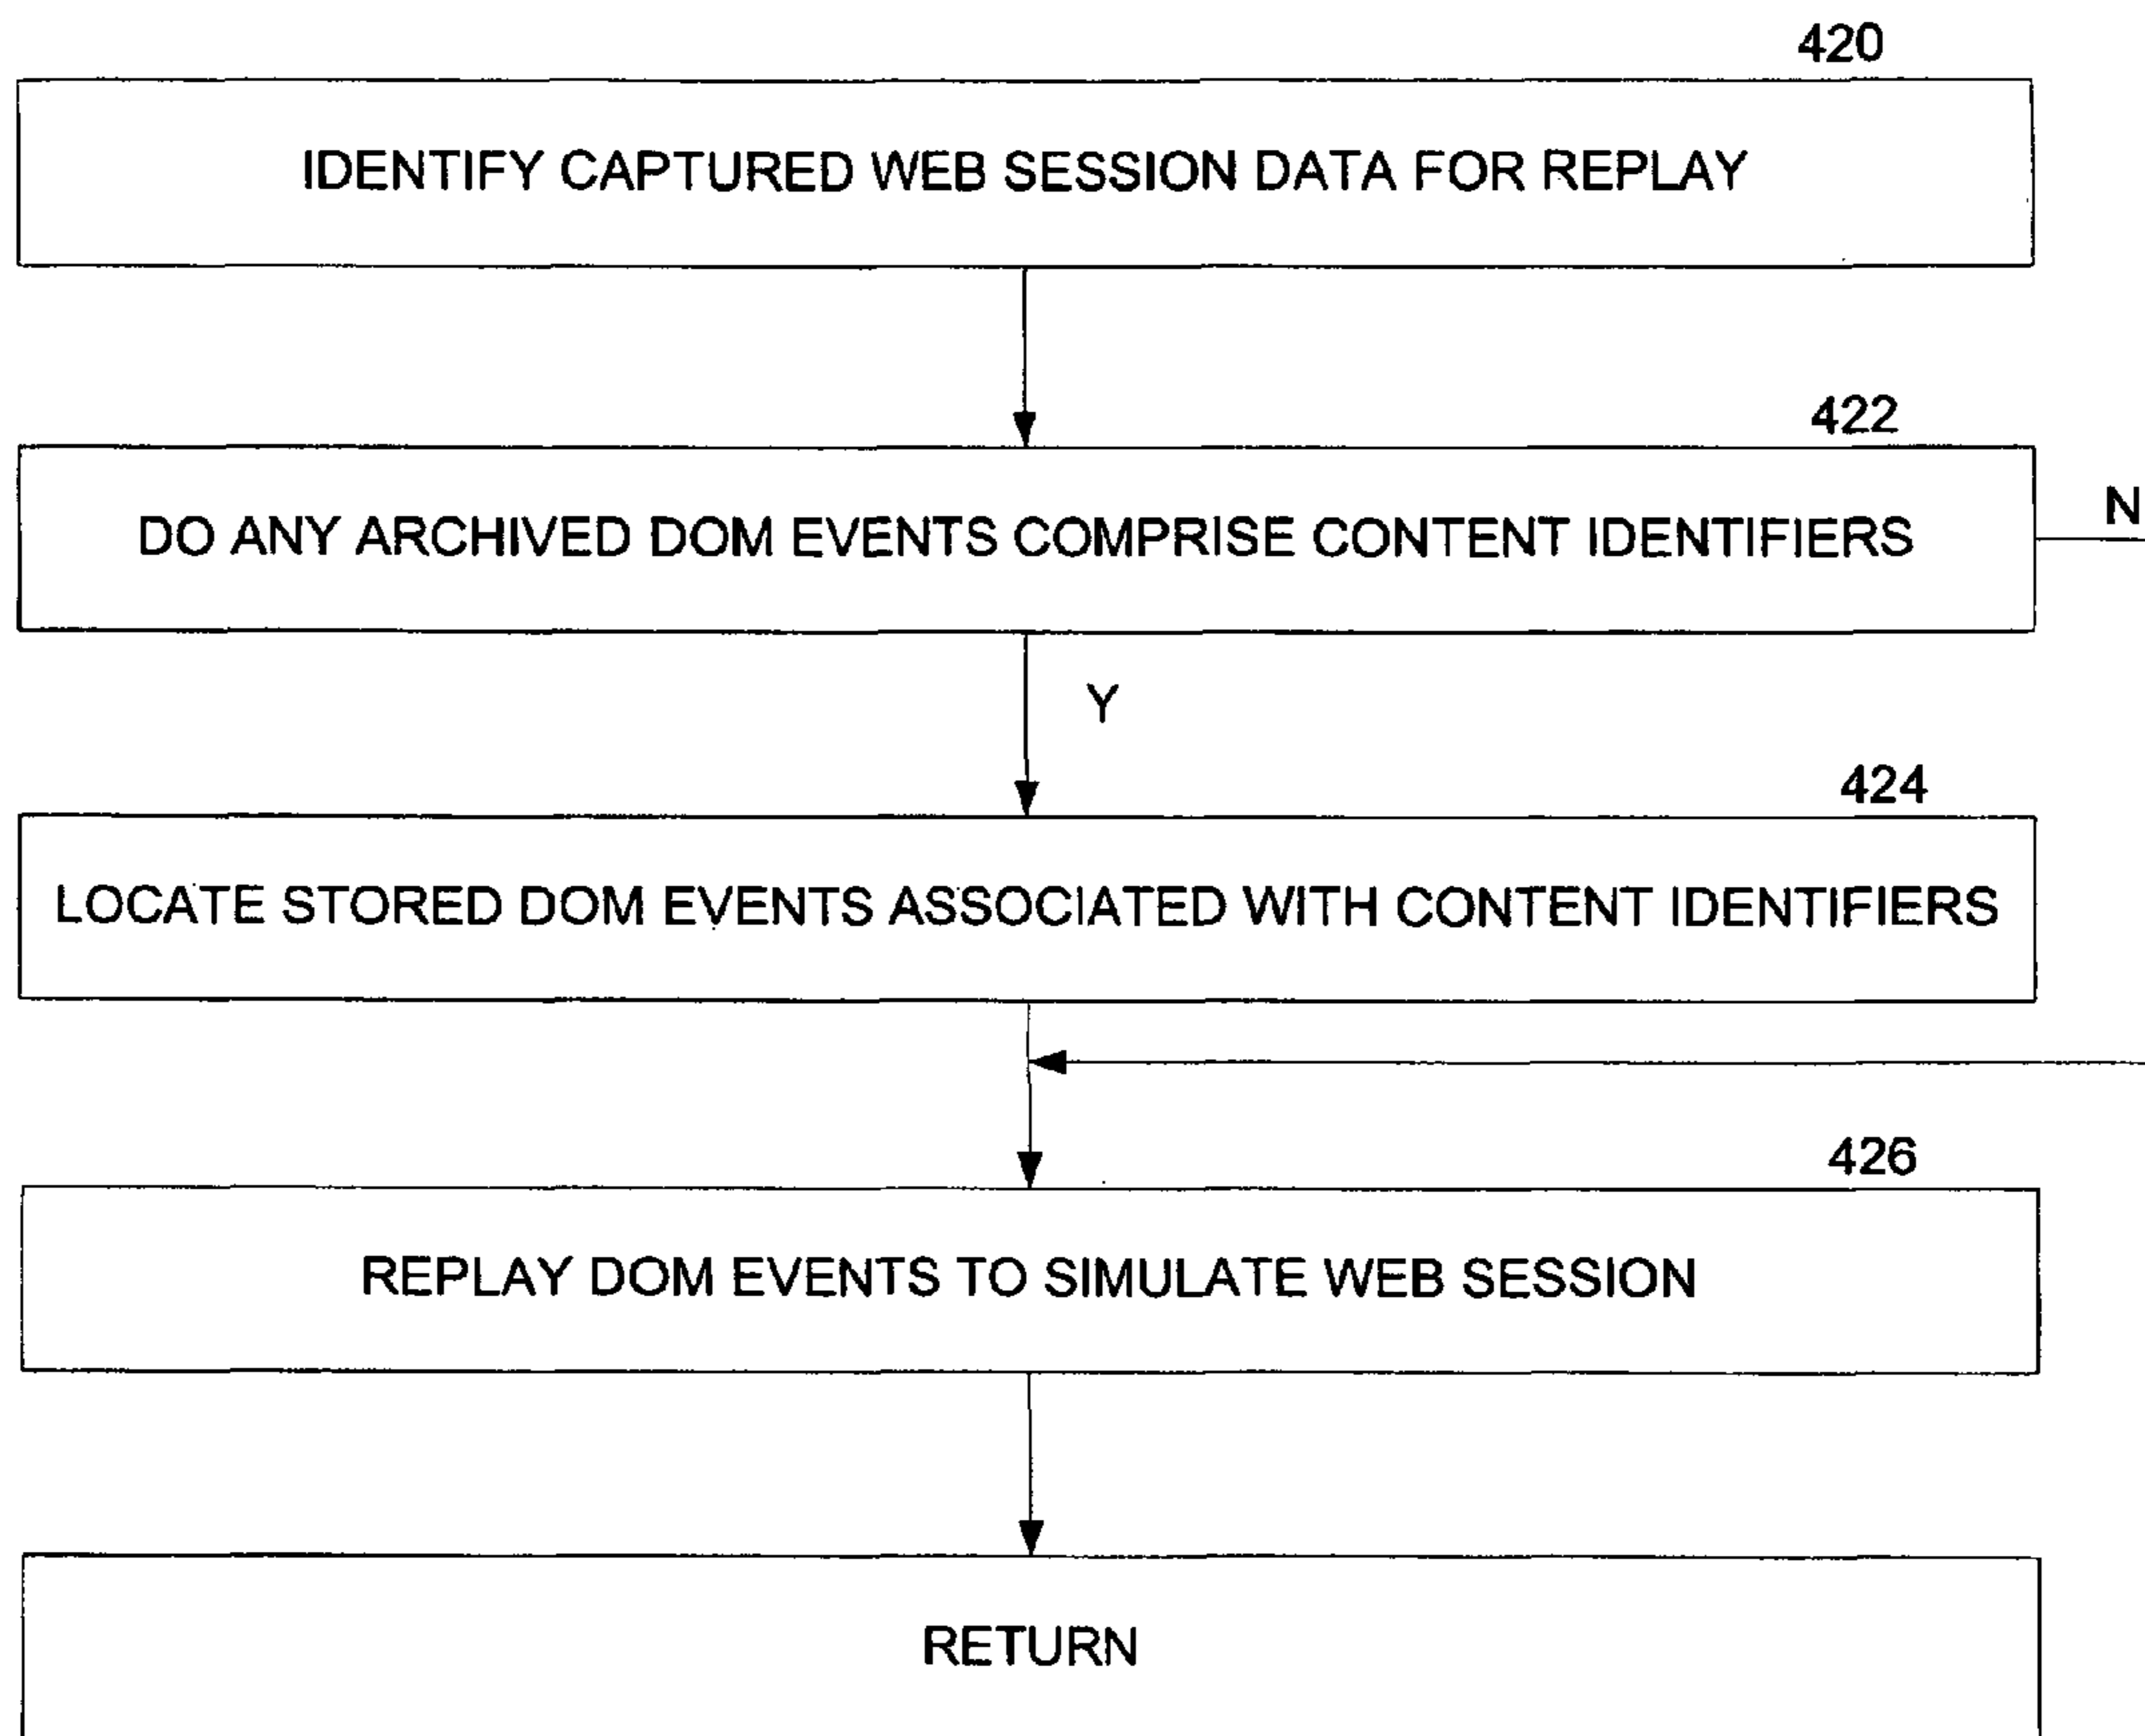 420
IDENTIFY CAPTURED WEB SESSION DATA FOR REPLAY
422
DO ANY ARCHIVED DOM EVENTS COMPRISE CONTENT IDENTIFIERS
N
Y
424
LOCATE STORED DOM EVENTS ASSOCIATED WITH CONTENT IDENTIFIERS
426
REPLAY DOM EVENTS TO SIMULATE WEB SESSION
RETURN